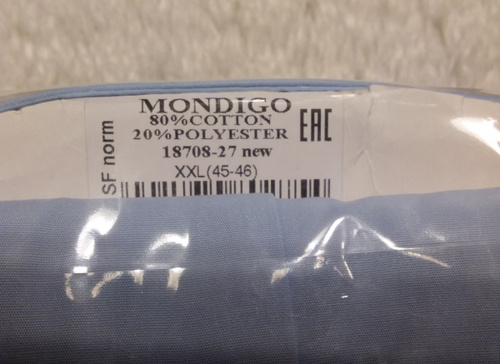 MONDIGO
80%COTTON
20%POLYESTER
EAC
18708-27 new
XXL(45-46)
SF norm